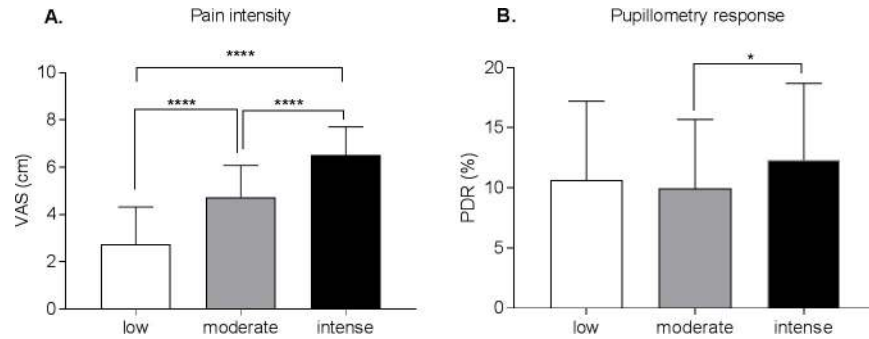 A.
Pain intensity
****
****
****
10
8
6
4
2
0
VAS (cm)
low
moderate
intense
B.
Pupillometry response
*
20
15
10
5
0
PDR (%)
low
moderate
intense